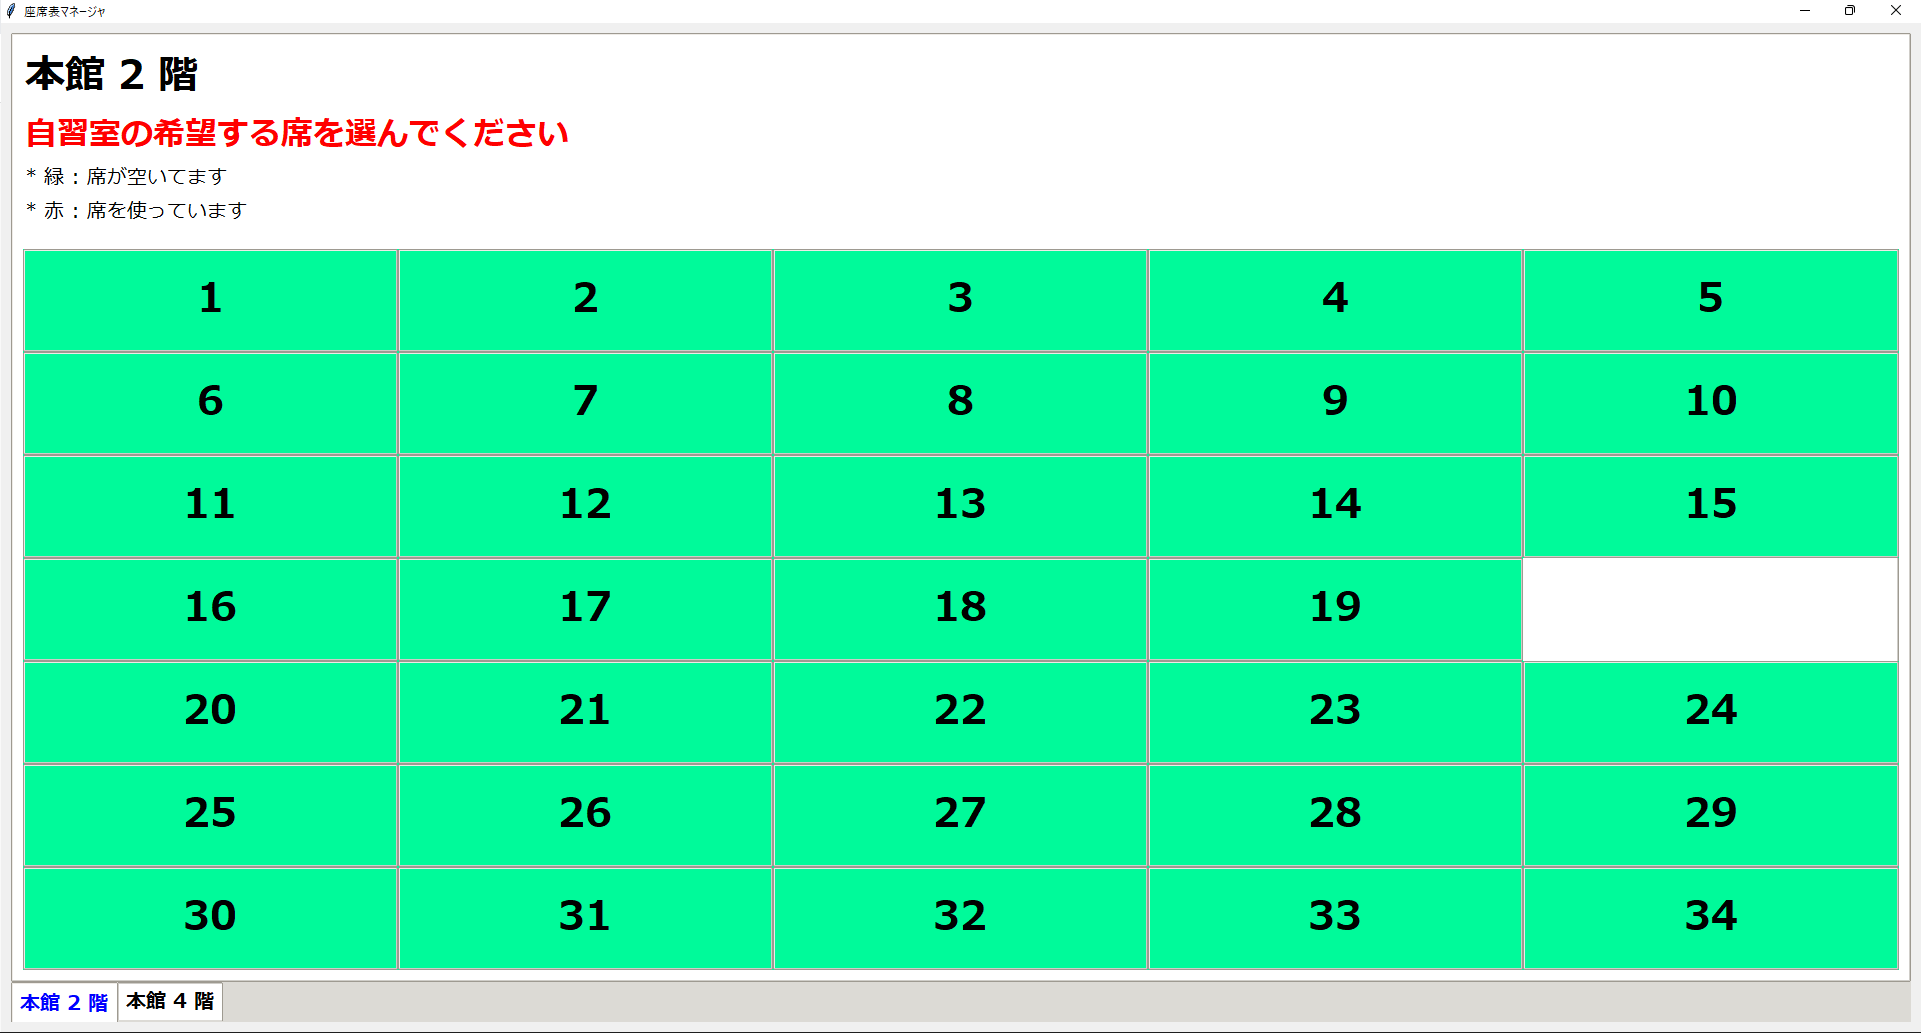 座席表マネージャ
本館 2 階
自習室の希望する席を選んでください
* 緑 : 席が空いてます
* 赤 : 席を使っています
1 2 3 4 5
6 7 8 9 10
11 12 13 14 15
16 17 18 19
20 21 22 23 24
25 26 27 28 29
30 31 32 33 34
本館 2 階 本館 4 階